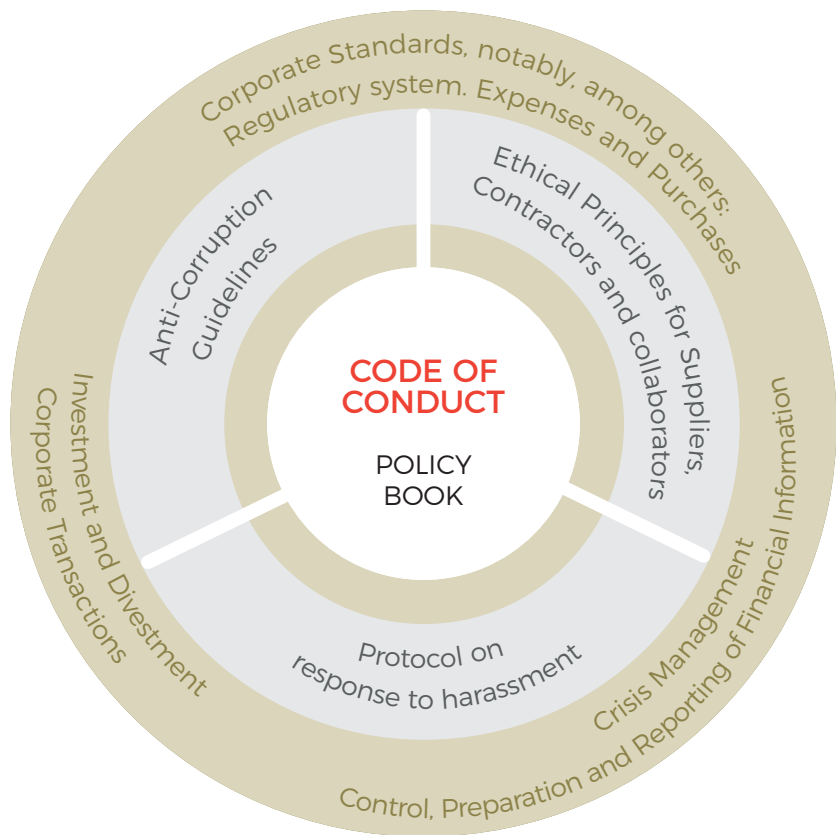 Corporate Standards, notably, among others:
Regulatory system. Expenses and Purchases
Ethical Principles for Suppliers,
Contractors and collaborators
Anti-Corruption
Guidelines
CODE OF
CONDUCT
POLICY
BOOK
Investment and Divestment
Corporate Transactions
Protocol on
response to harassment
Crisis Management
Control, Preparation and Reporting of Financial Information